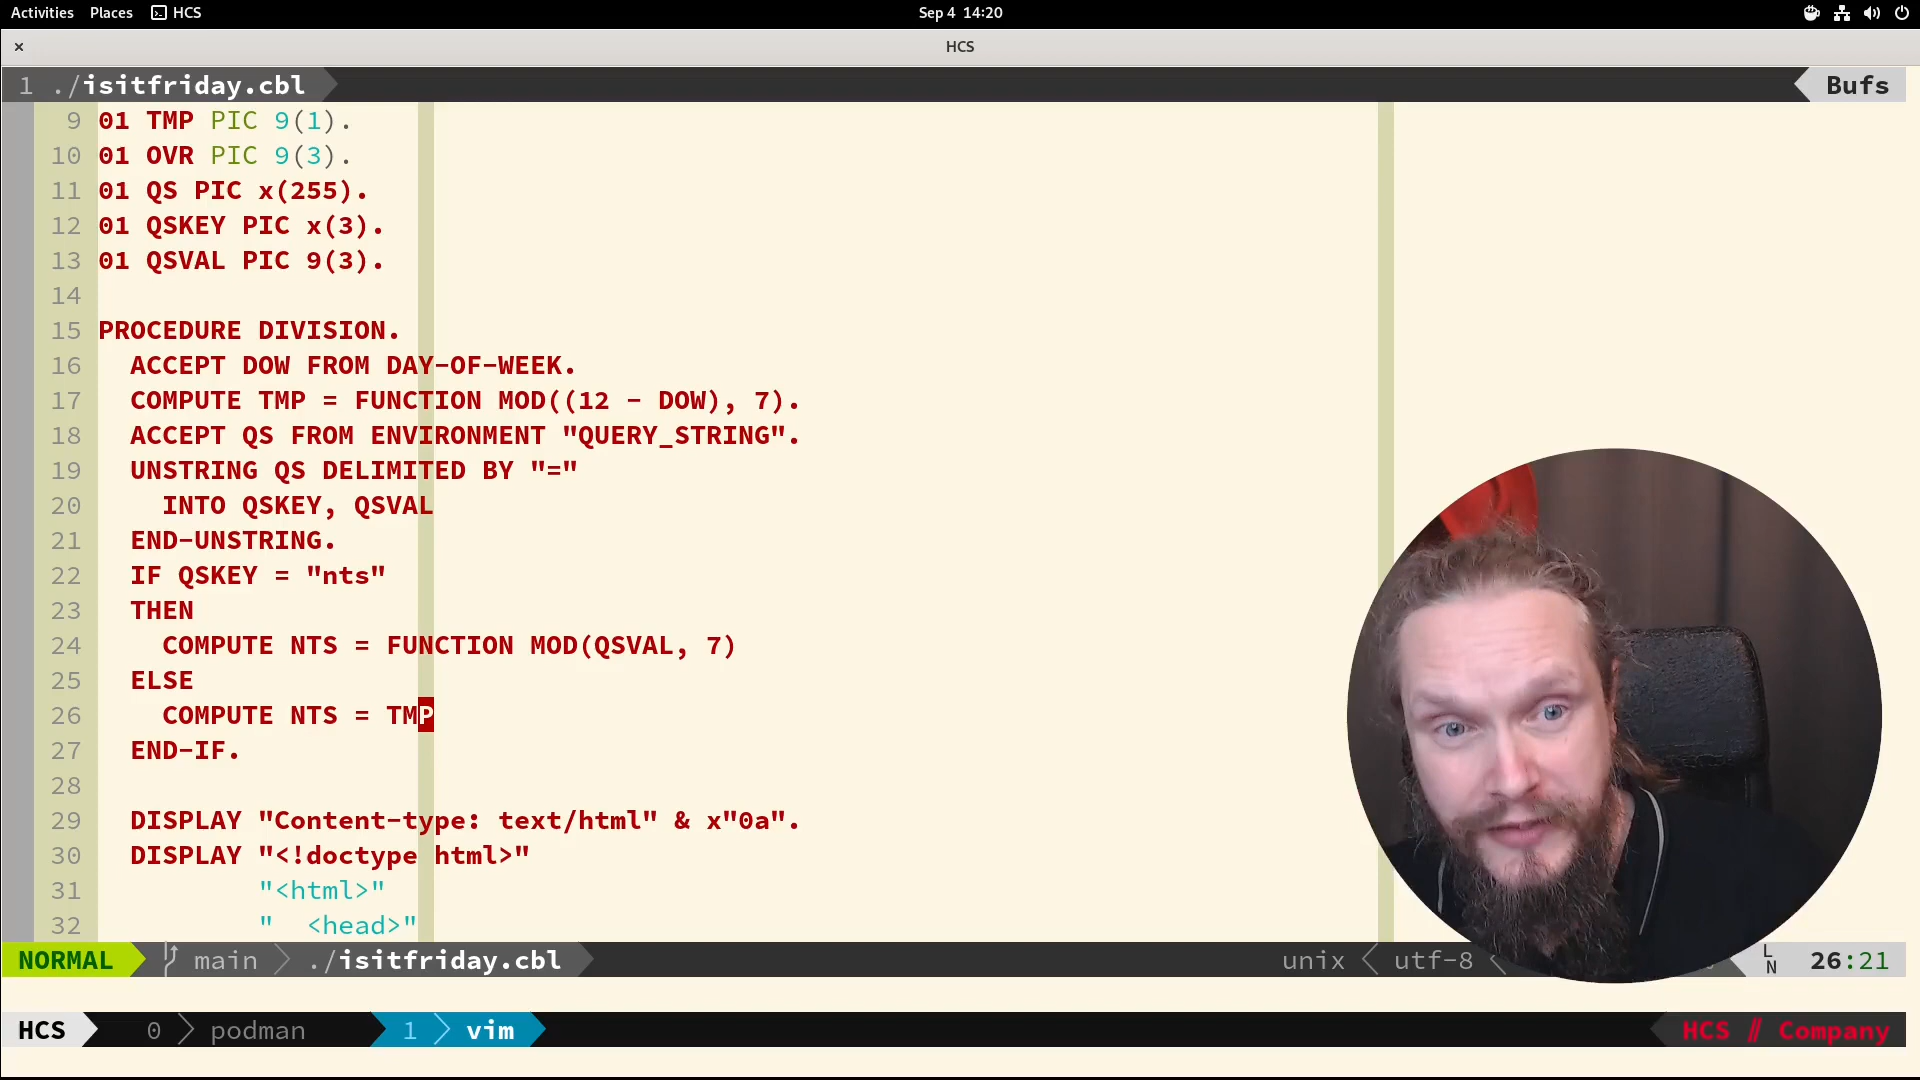 Activities Places HCS Sep 4 14:20
× HCS
1 ./isitfriday.cbl Bufs
9 01 TMP PIC 9(1).
10 01 OVR PIC 9(3).
11 01 QS PIC x(255).
12 01 QSKEY PIC x(3).
13 01 QSVAL PIC 9(3).
14
15 PROCEDURE DIVISION.
16   ACCEPT DOW FROM DAY-OF-WEEK.
17   COMPUTE TMP = FUNCTION MOD((12 - DOW), 7).
18   ACCEPT QS FROM ENVIRONMENT "QUERY_STRING".
19   UNSTRING QS DELIMITED BY "="
20     INTO QSKEY, QSVAL
21   END-UNSTRING.
22   IF QSKEY = "nts"
23   THEN
24     COMPUTE NTS = FUNCTION MOD(QSVAL, 7)
25   ELSE
26     COMPUTE NTS = TMP
27   END-IF.
28
29   DISPLAY "Content-type: text/html" & x"0a".
30   DISPLAY "<!doctype html>"
31           "<html>"
32           "  <head>"
NORMAL main ./isitfriday.cbl unix utf-8 LN 26:21
HCS 0 podman 1 vim HCS // Company